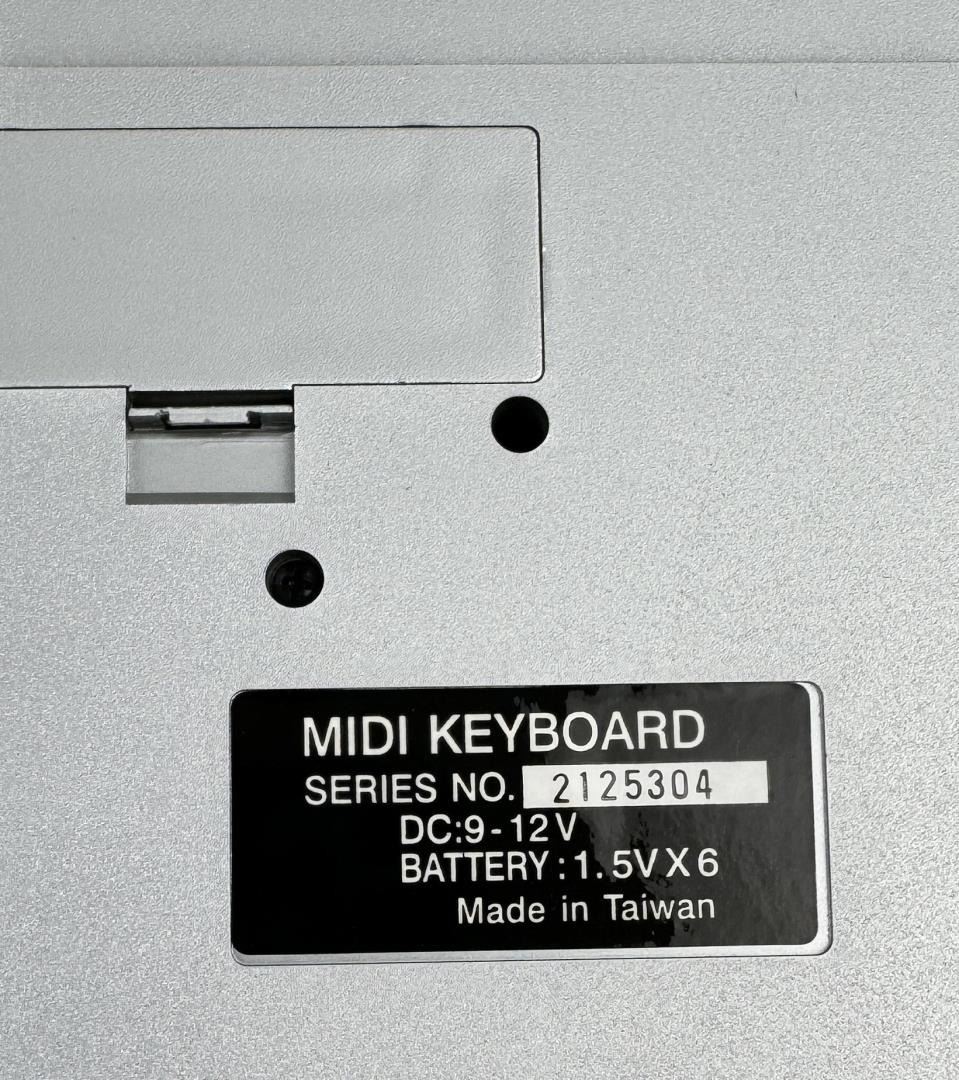 MIDI KEYBOARD
SERIES NO. 2125304
DC:9-12V
BATTERY:1.5VX6
Made in Taiwan